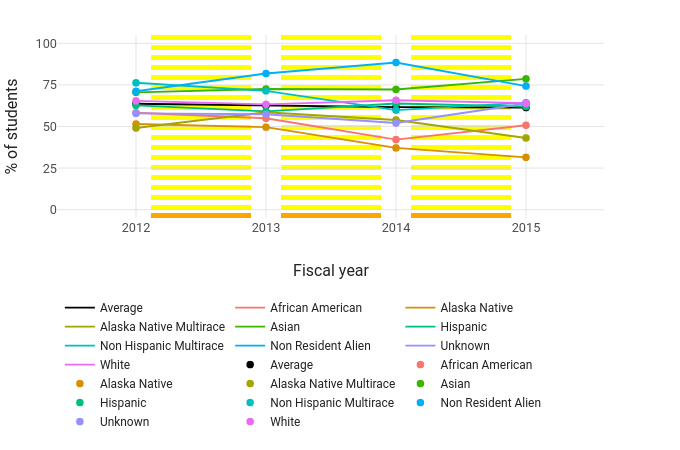 % of students
100
75
50
25
0
2012 2013 2014 2015
Fiscal year
Average African American Alaska Native
Alaska Native Multirace Asian Hispanic
Non Hispanic Multirace Non Resident Alien Unknown
White Average African American
Alaska Native Alaska Native Multirace Asian
Hispanic Non Hispanic Multirace Non Resident Alien
Unknown White